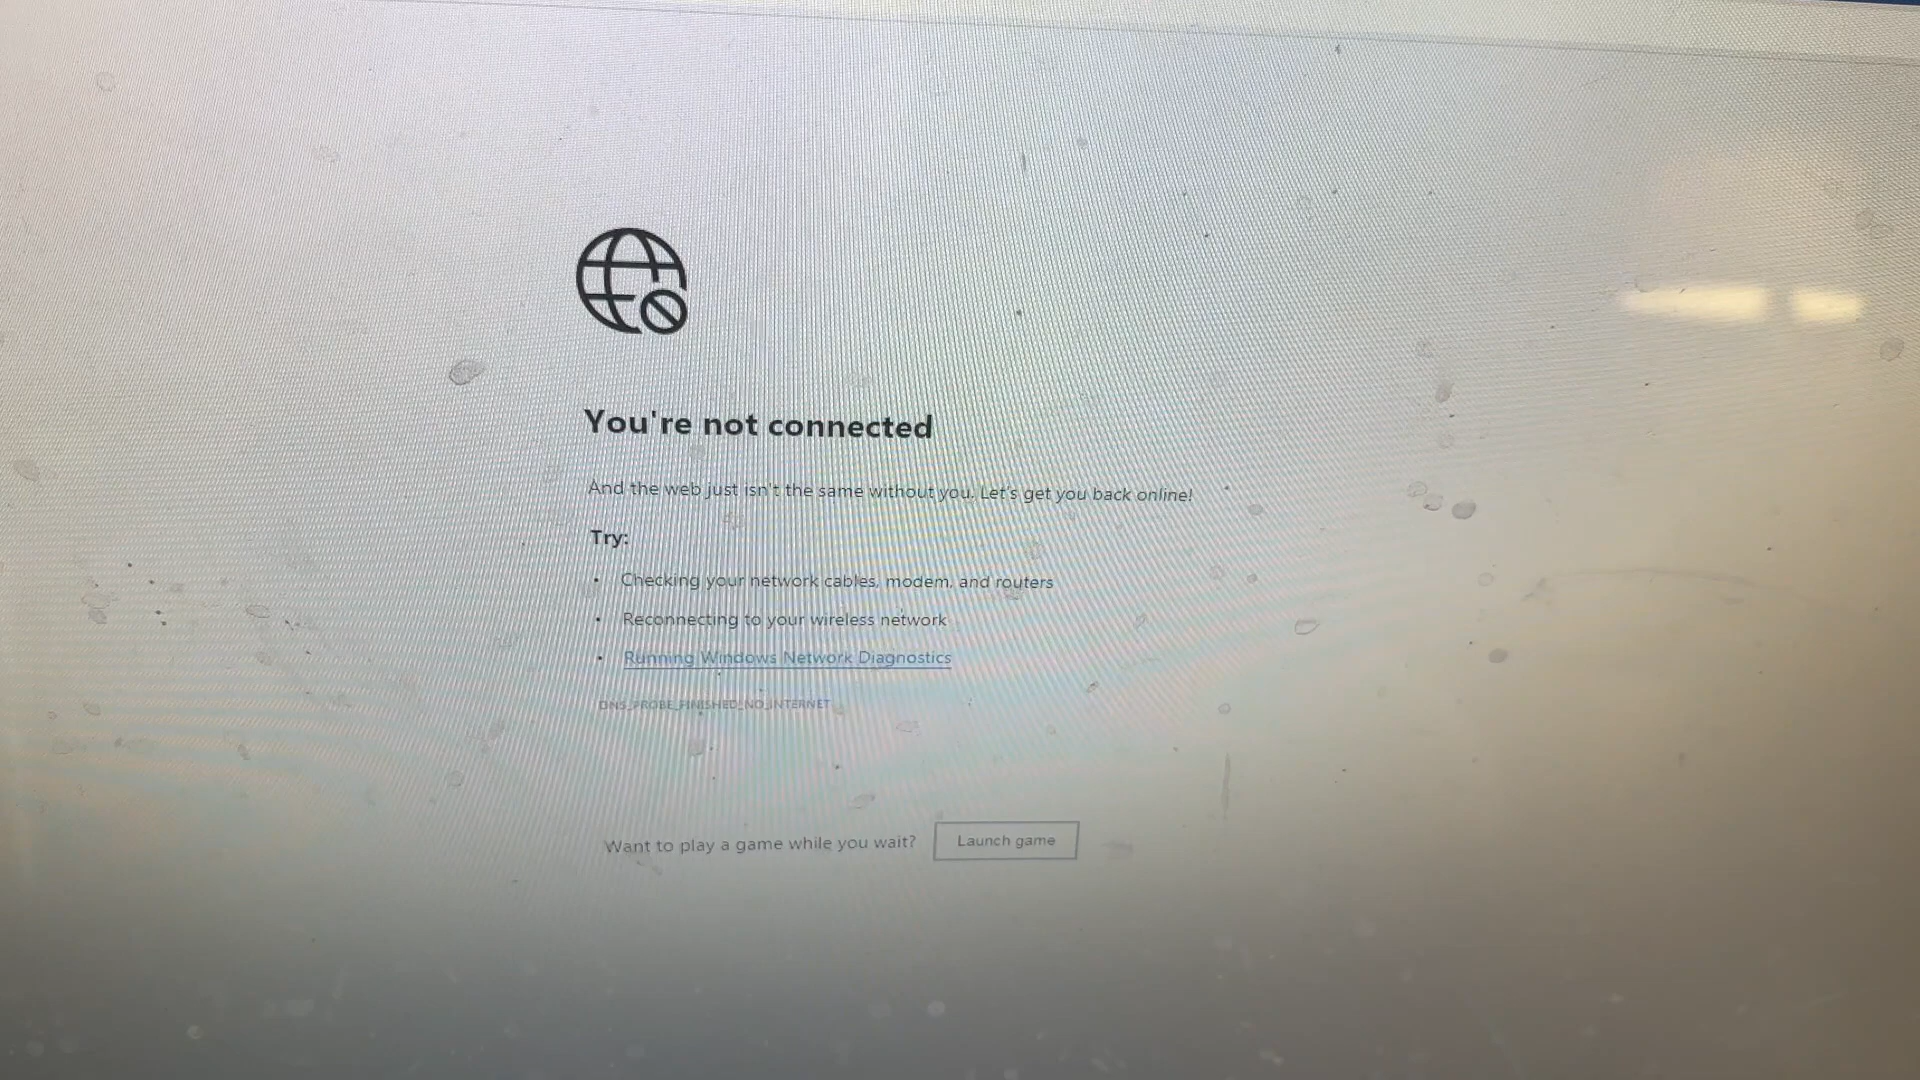 You're not connected
And the web just isn't the same without you. Let's get you back online!
Try:
• Checking your network cables, modem, and routers
• Reconnecting to your wireless network
• Running Windows Network Diagnostics
DNS_PROBE_FINISHED_NO_INTERNET
Want to play a game while you wait? Launch game